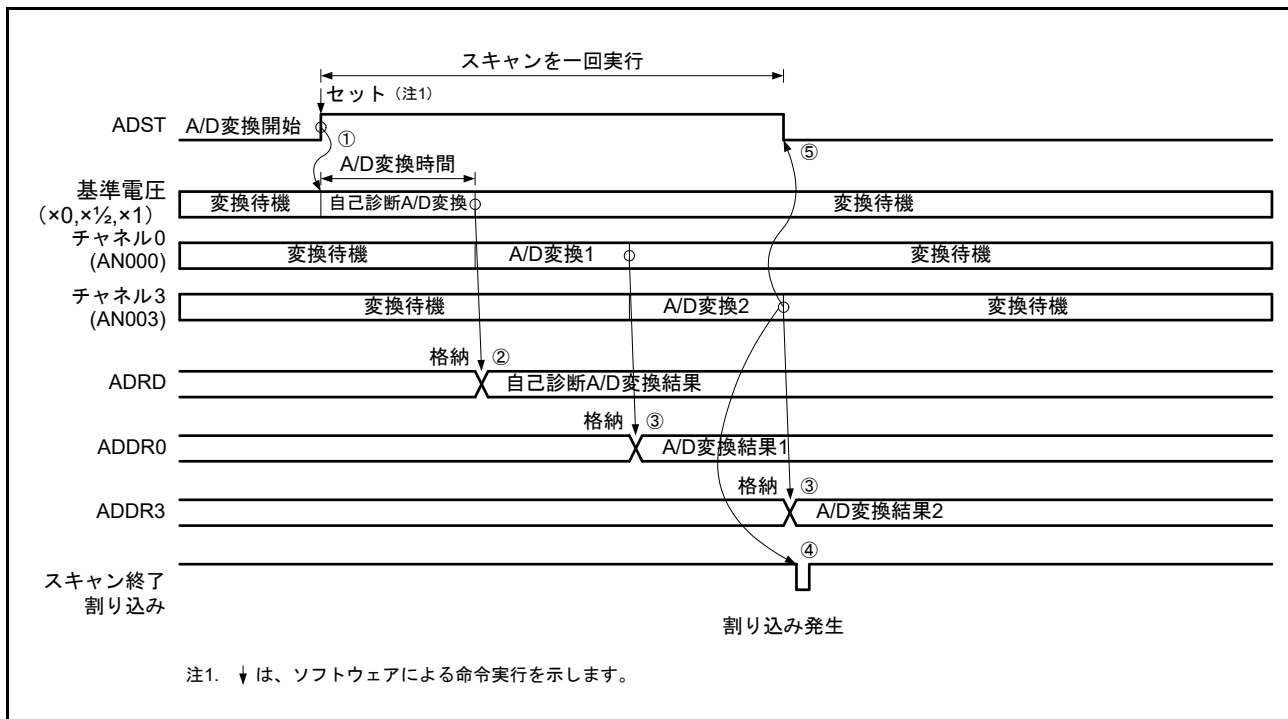 スキャンを一回実行
セット（注1）
ADST A/D変換開始 ① ⑤
A/D変換時間
基準電圧
（×0,×½,×1） 変換待機 自己診断A/D変換 変換待機
チャネル0
(AN000) 変換待機 A/D変換1 変換待機
チャネル3
(AN003) 変換待機 A/D変換2 変換待機
格納 ②
ADRD 自己診断A/D変換結果
格納 ③
ADDR0 A/D変換結果1
格納 ③
ADDR3 A/D変換結果2
④
スキャン終了
割り込み
割り込み発生
注1. ↓ は、ソフトウェアによる命令実行を示します。